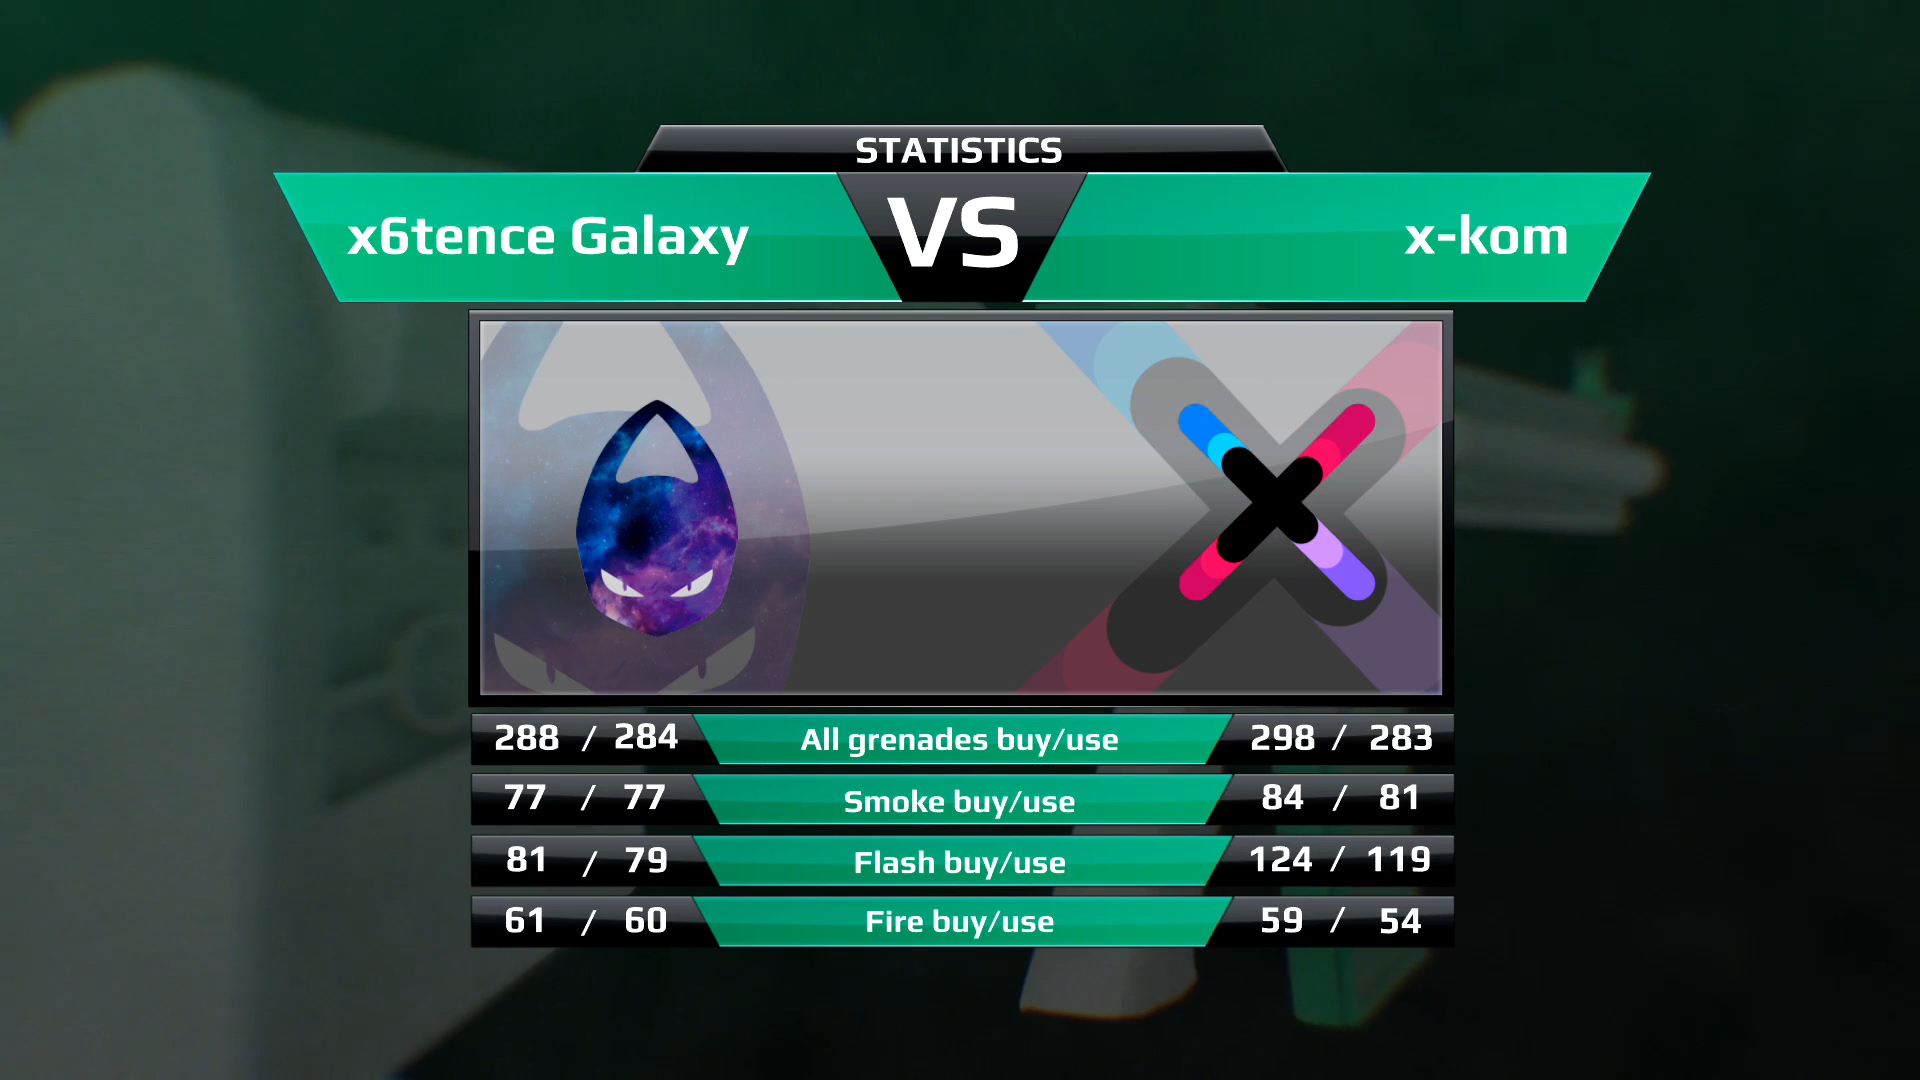 STATISTICS
x6tence Galaxy VS x-kom
288 / 284 All grenades buy/use 298 / 283
77 / 77 Smoke buy/use 84 / 81
81 / 79 Flash buy/use 124 / 119
61 / 60 Fire buy/use 59 / 54